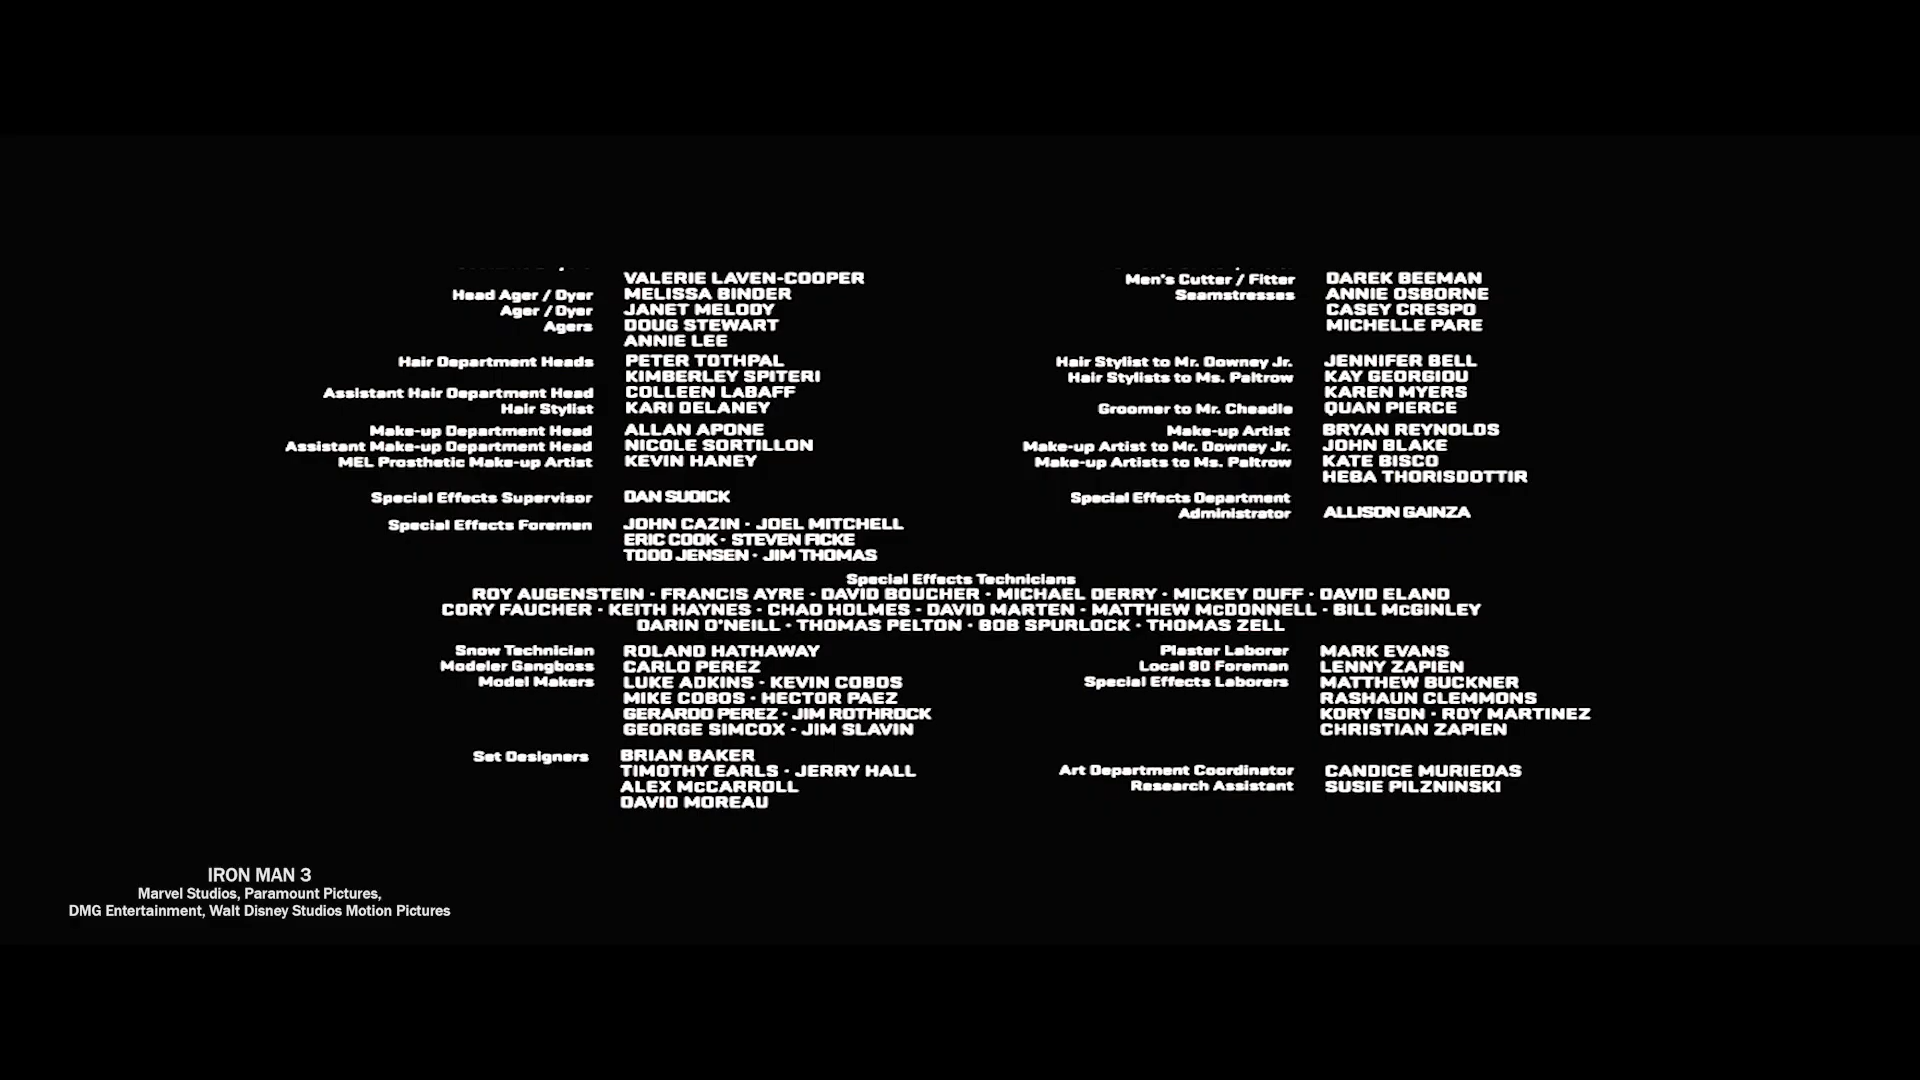 VALERIE LAVEN-COOPER
Head Ager / Dyer MELISSA BINDER
Ager / Dyer JANET MELODY
Agers DOUG STEWART
ANNIE LEE
Men's Cutter / Fitter DAREK BEEMAN
Seamstresses ANNIE OSBORNE
CASEY CRESPO
MICHELLE PARE
Hair Department Heads PETER TOTHPAL
KIMBERLEY SPITERI
Assistant Hair Department Head COLLEEN LABAFF
Hair Stylist KARI DELANEY
Hair Stylist to Mr. Downey Jr. JENNIFER BELL
Hair Stylists to Ms. Paltrow KAY GEORGIOU
KAREN MYERS
Groomer to Mr. Cheadle QUAN PIERCE
Make-up Department Head ALLAN APONE
Assistant Make-up Department Head NICOLE SORTILLON
MEL Prosthetic Make-up Artist KEVIN HANEY
Make-up Artist BRYAN REYNOLDS
Make-up Artist to Mr. Downey Jr. JOHN BLAKE
Make-up Artists to Ms. Paltrow KATE BISCO
HEBA THORISDOTTIR
Special Effects Supervisor DAN SUDICK
Special Effects Foremen JOHN CAZIN · JOEL MITCHELL
ERIC COOK · STEVEN FICKE
TODD JENSEN · JIM THOMAS
Special Effects Department
Administrator ALLISON GAINZA
Special Effects Technicians
ROY AUGENSTEIN · FRANCIS AYRE · DAVID BOUCHER · MICHAEL DERRY · MICKEY DUFF · DAVID ELAND
CORY FAUCHER · KEITH HAYNES · CHAD HOLMES · DAVID MARTEN · MATTHEW McDONNELL · BILL McGINLEY
DARIN O'NEILL · THOMAS PELTON · BOB SPURLOCK · THOMAS ZELL
Snow Technician ROLAND HATHAWAY
Modeler Gangboss CARLO PEREZ
Model Makers LUKE ADKINS · KEVIN COBOS
MIKE COBOS · HECTOR PAEZ
GERARDO PEREZ · JIM ROTHROCK
GEORGE SIMCOX · JIM SLAVIN
Plaster Laborer MARK EVANS
Local 80 Foreman LENNY ZAPIEN
Special Effects Laborers MATTHEW BUCKNER
RASHAUN CLEMMONS
KORY ISON · ROY MARTINEZ
CHRISTIAN ZAPIEN
Set Designers BRIAN BAKER
TIMOTHY EARLS · JERRY HALL
ALEX McCARROLL
DAVID MOREAU
Art Department Coordinator CANDICE MURIEDAS
Research Assistant SUSIE PILZNINSKI
IRON MAN 3
Marvel Studios, Paramount Pictures,
DMG Entertainment, Walt Disney Studios Motion Pictures